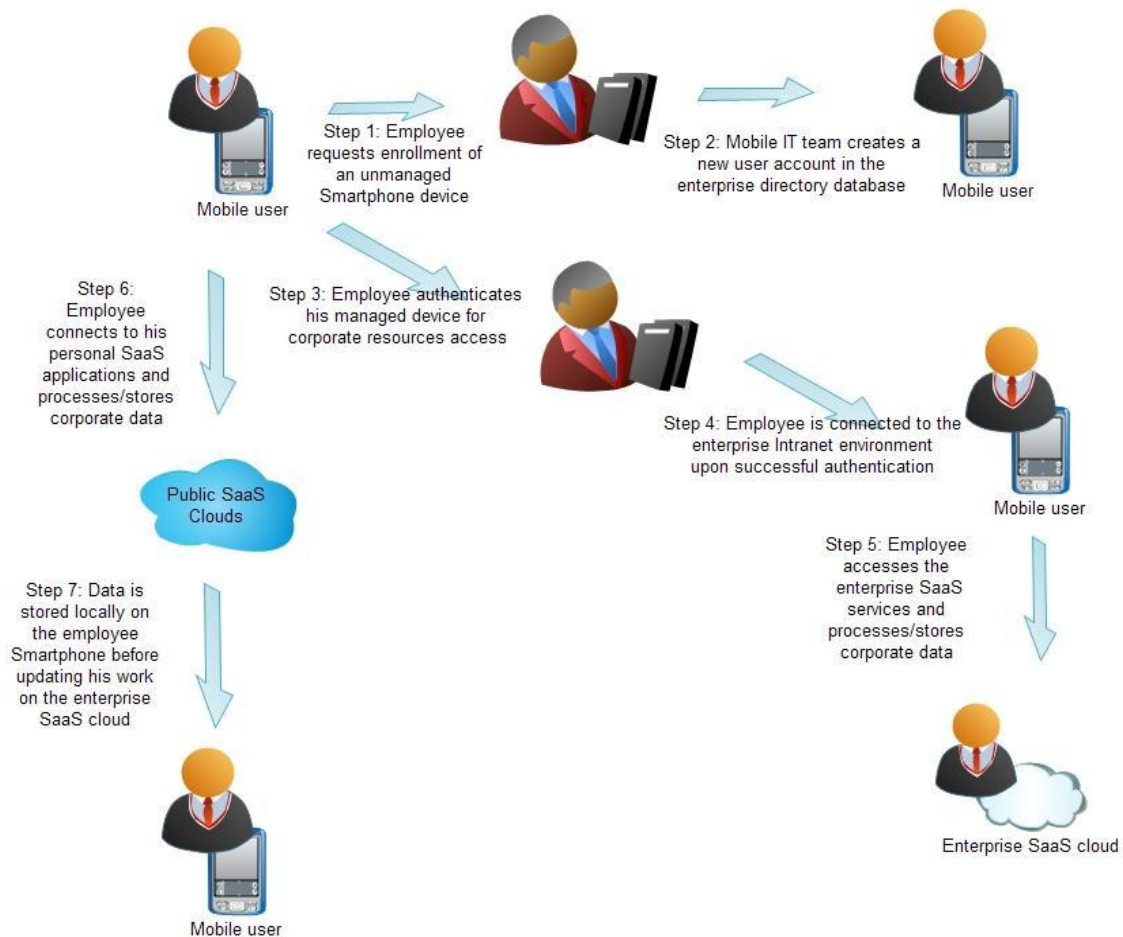 Step 1: Employee
requests enrollment of
an unmanaged
Smartphone device
Step 2: Mobile IT team creates a
new user account in the
enterprise directory database
Mobile user
Mobile user
Step 6:
Employee
connects to his
personal SaaS
applications and
processes/stores
corporate data
Step 3: Employee authenticates
his managed device for
corporate resources access
Step 4: Employee is connected to the
enterprise Intranet environment
upon successful authentication
Mobile user
Public SaaS
Clouds
Step 5: Employee
accesses the
enterprise SaaS
services and
processes/stores
corporate data
Step 7: Data is
stored locally on
the employee
Smartphone before
updating his work
on the enterprise
SaaS cloud
Enterprise SaaS cloud
Mobile user